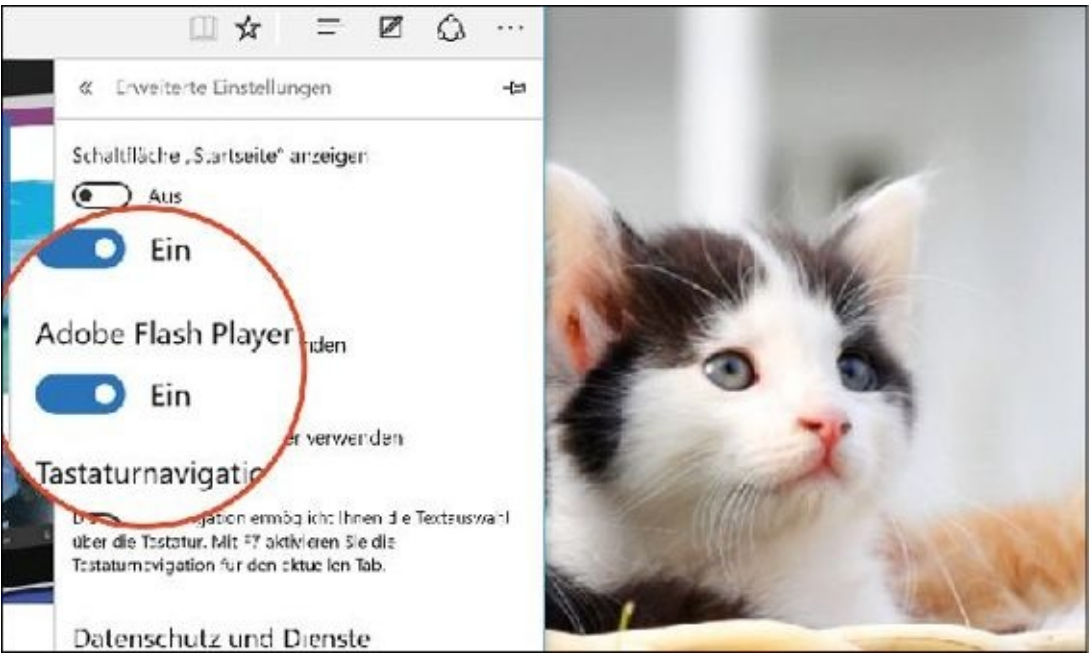 Erweiterte Einstellungen
Schaltfläche „Startseite“ anzeigen
Aus
Ein
Adobe Flash Player
nden
Ein
er verwenden
Tastaturnavigatio
gation ermöglicht Ihnen die Textauswahl
über die Tastatur. Mit F7 aktivieren Sie die
Tastaturnavigation für den aktuellen Tab.
Datenschutz und Dienste